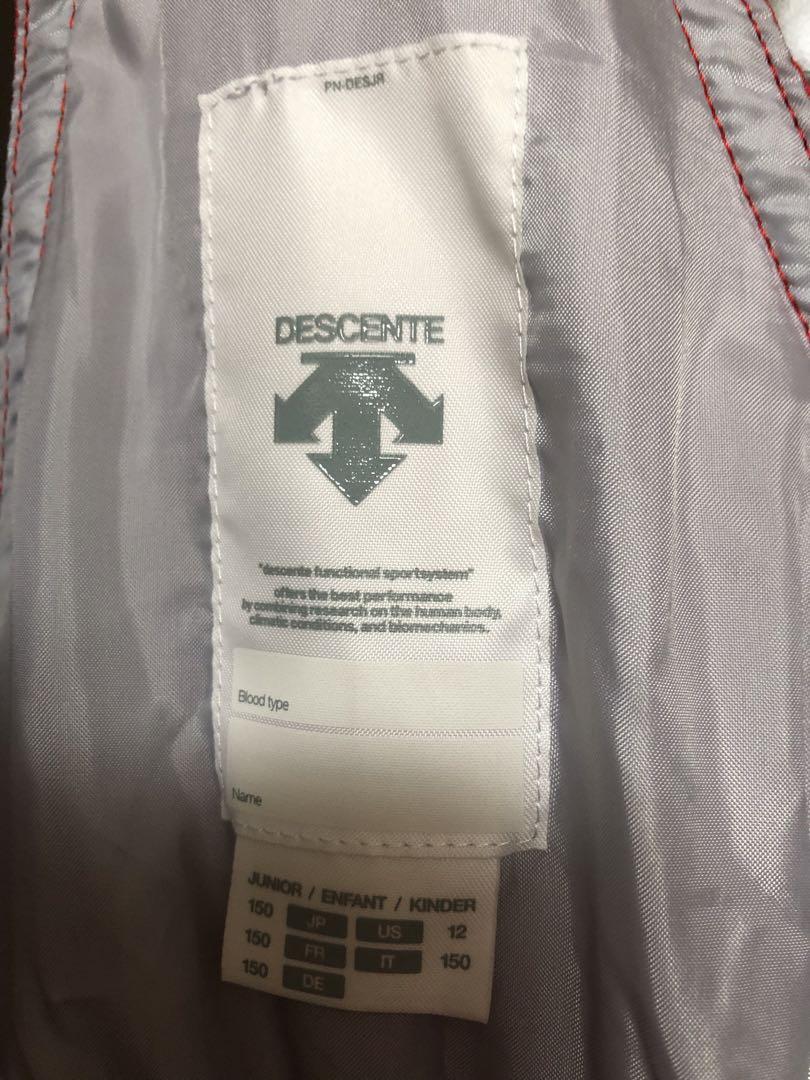 PN-DESJR
DESCENTE
"descente functional sportsystem"
offers the best performance
by combining research on the human body,
climatic conditions, and biomechanics.
Blood type
Name
JUNIOR / ENFANT / KINDER
150 JP US 12
150 FR IT 150
150 DE